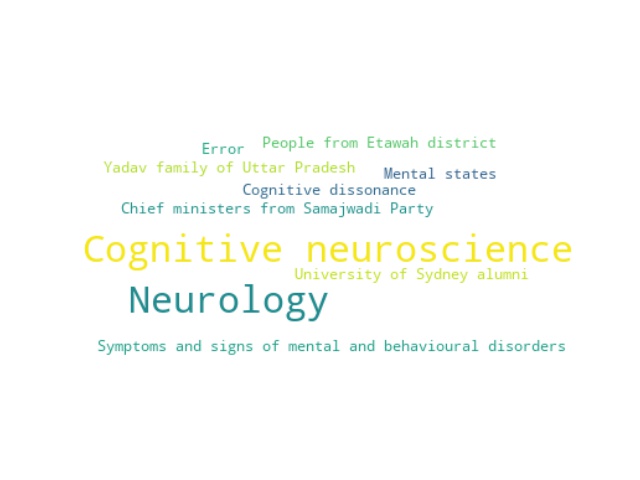 People from Etawah district
Error
Yadav family of Uttar Pradesh
Mental states
Cognitive dissonance
Chief ministers from Samajwadi Party
Cognitive neuroscience
University of Sydney alumni
Neurology
Symptoms and signs of mental and behavioural disorders